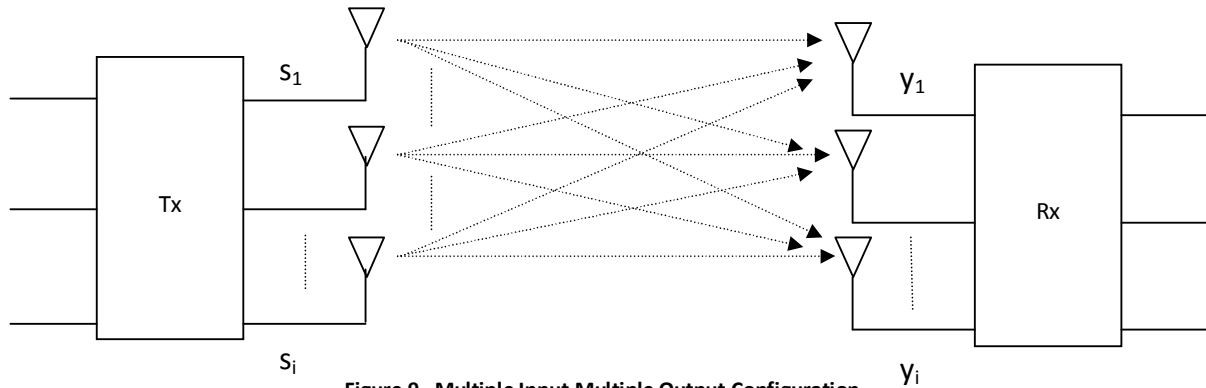 s₁
y₁
Tx
Rx
sᵢ
yᵢ
Figure 9 Multiple Input Multiple Output Configuration